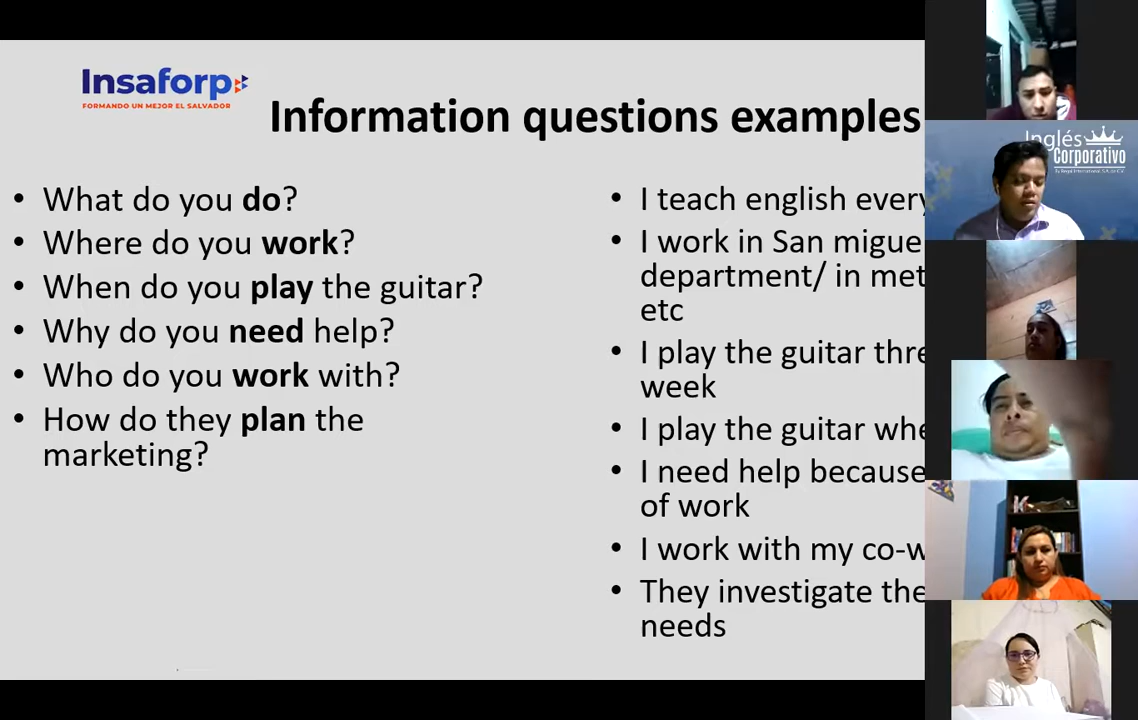 Insaforp
FORMANDO UN MEJOR EL SALVADOR
Information questions examples
• What do you do?
• Where do you work?
• When do you play the guitar?
• Why do you need help?
• Who do you work with?
• How do they plan the
marketing?
• I teach english every
• I work in San migue
department/ in met
etc
• I play the guitar thre
week
• I play the guitar whe
• I need help because
of work
• I work with my co-w
• They investigate the
needs
Inglés
Corporativo
K